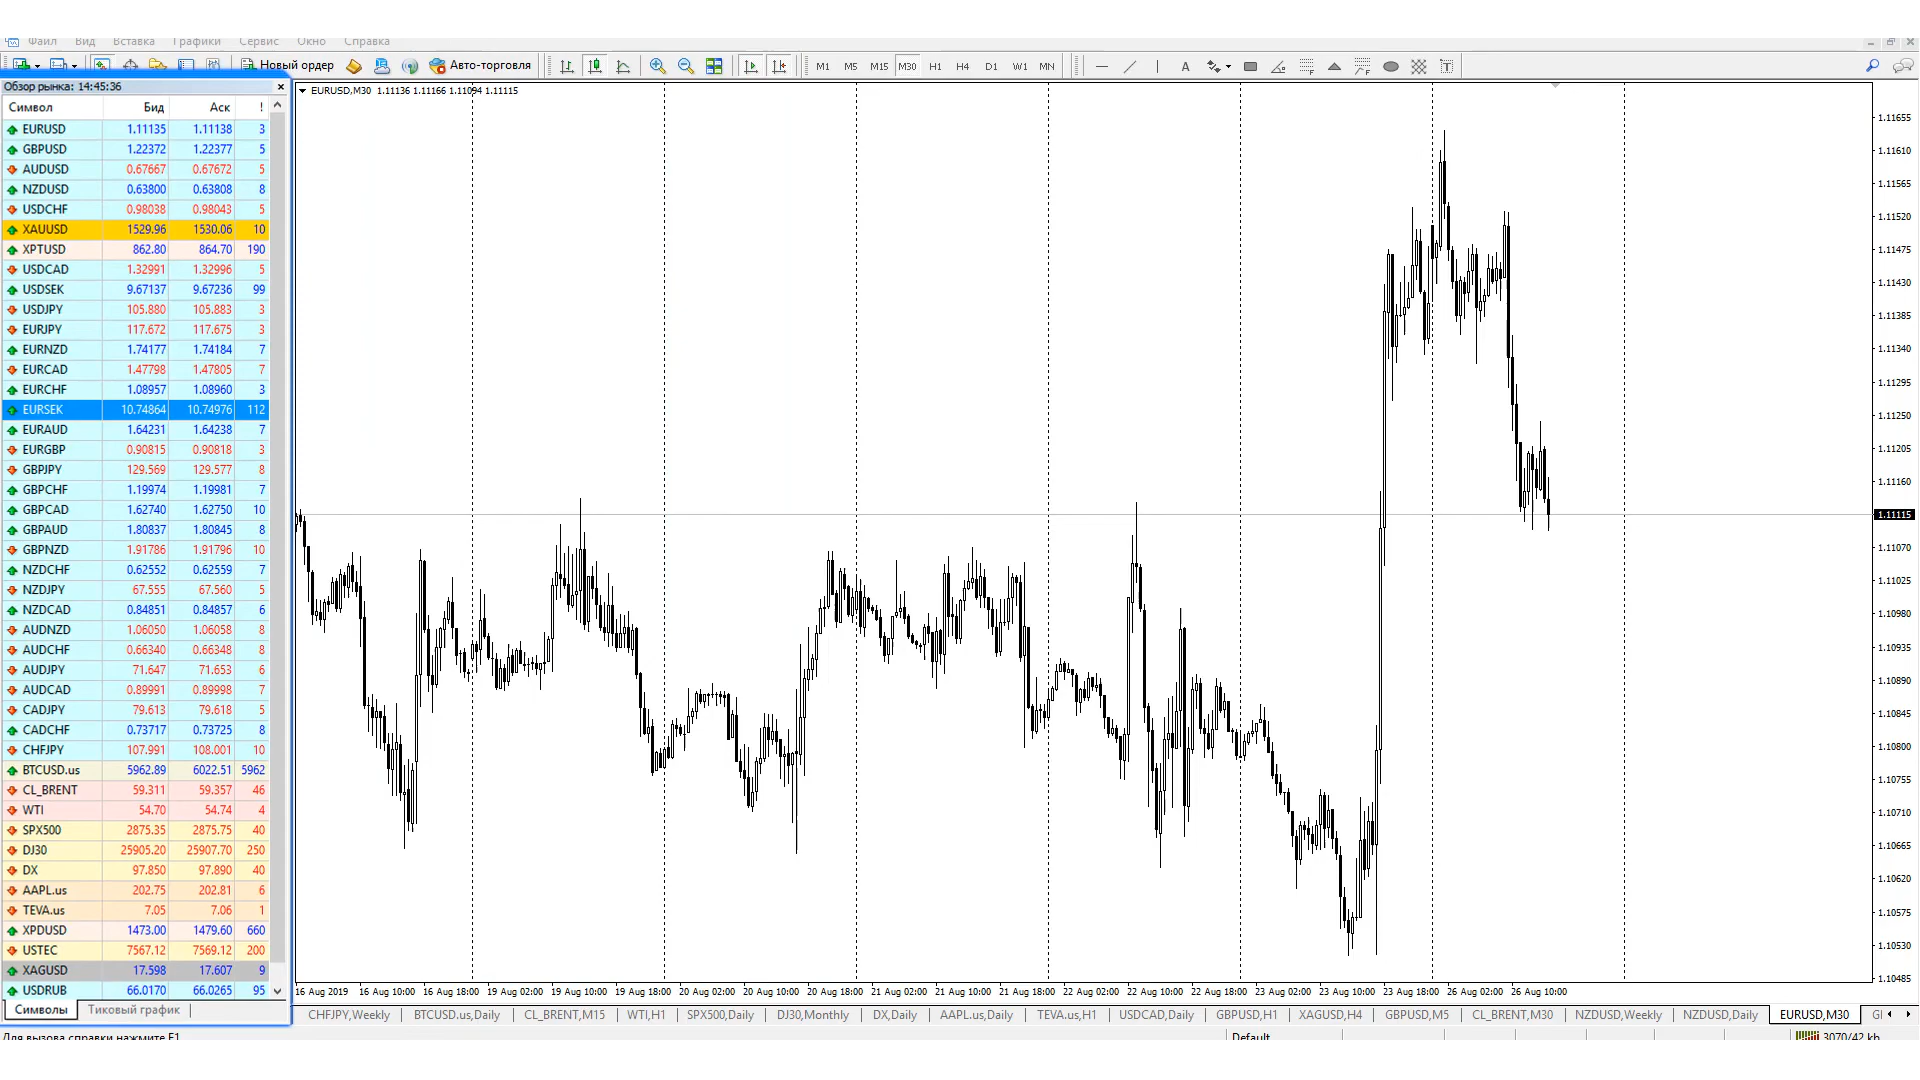 Файл Вид Вставка Графики Сервис Окно Справка
Новый ордер Авто-торговля M1 M5 M15 M30 H1 H4 D1 W1 MN A T
Обзор рынка: 14:45:36
Символ Бид Аск !
EURUSD 1.11135 1.11138 3
GBPUSD 1.22372 1.22377 5
AUDUSD 0.67667 0.67672 5
NZDUSD 0.63800 0.63808 8
USDCHF 0.98038 0.98043 5
XAUUSD 1529.96 1530.06 10
XPTUSD 862.80 864.70 190
USDCAD 1.32991 1.32996 5
USDSEK 9.67137 9.67236 99
USDJPY 105.880 105.883 3
EURJPY 117.672 117.675 3
EURNZD 1.74177 1.74184 7
EURCAD 1.47798 1.47805 7
EURCHF 1.08957 1.08960 3
EURSEK 10.74864 10.74976 112
EURAUD 1.64231 1.64238 7
EURGBP 0.90815 0.90818 3
GBPJPY 129.569 129.577 8
GBPCHF 1.19974 1.19981 7
GBPCAD 1.62740 1.62750 10
GBPAUD 1.80837 1.80845 8
GBPNZD 1.91786 1.91796 10
NZDCHF 0.62552 0.62559 7
NZDJPY 67.555 67.560 5
NZDCAD 0.84851 0.84857 6
AUDNZD 1.06050 1.06058 8
AUDCHF 0.66340 0.66348 8
AUDJPY 71.647 71.653 6
AUDCAD 0.89991 0.89998 7
CADJPY 79.613 79.618 5
CADCHF 0.73717 0.73725 8
CHFJPY 107.991 108.001 10
BTCUSD.us 5962.89 6022.51 5962
CL_BRENT 59.311 59.357 46
WTI 54.70 54.74 4
SPX500 2875.35 2875.75 40
DJ30 25905.20 25907.70 250
DX 97.850 97.890 40
AAPL.us 202.75 202.81 6
TEVA.us 7.05 7.06 1
XPDUSD 1473.00 1479.60 660
USTEC 7567.12 7569.12 200
XAGUSD 17.598 17.607 9
USDRUB 66.0170 66.0265 95
Символы Тиковый график
EURUSD,M30 1.11136 1.11166 1.11094 1.11115
1.11655
1.11610
1.11565
1.11520
1.11475
1.11430
1.11385
1.11340
1.11295
1.11250
1.11205
1.11160
1.11115
1.11070
1.11025
1.10980
1.10935
1.10890
1.10845
1.10800
1.10755
1.10710
1.10665
1.10620
1.10575
1.10530
1.10485
16 Aug 2019 16 Aug 10:00 16 Aug 18:00 19 Aug 02:00 19 Aug 10:00 19 Aug 18:00 20 Aug 02:00 20 Aug 10:00 20 Aug 18:00 21 Aug 02:00 21 Aug 10:00 21 Aug 18:00 22 Aug 02:00 22 Aug 10:00 22 Aug 18:00 23 Aug 02:00 23 Aug 10:00 23 Aug 18:00 26 Aug 02:00 26 Aug 10:00
CHFJPY,Weekly BTCUSD.us,Daily CL_BRENT,M15 WTI,H1 SPX500,Daily DJ30,Monthly DX,Daily AAPL.us,Daily TEVA.us,H1 USDCAD,Daily GBPUSD,H1 XAGUSD,H4 GBPUSD,M5 CL_BRENT,M30 NZDUSD,Weekly NZDUSD,Daily EURUSD,M30
Для вызова справки нажмите F1 Default 3070/42 kb